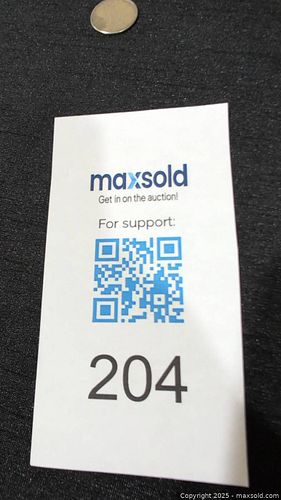 maxsold
Get in on the auction!
For support:
204
Copyright 2025 - maxsold.com